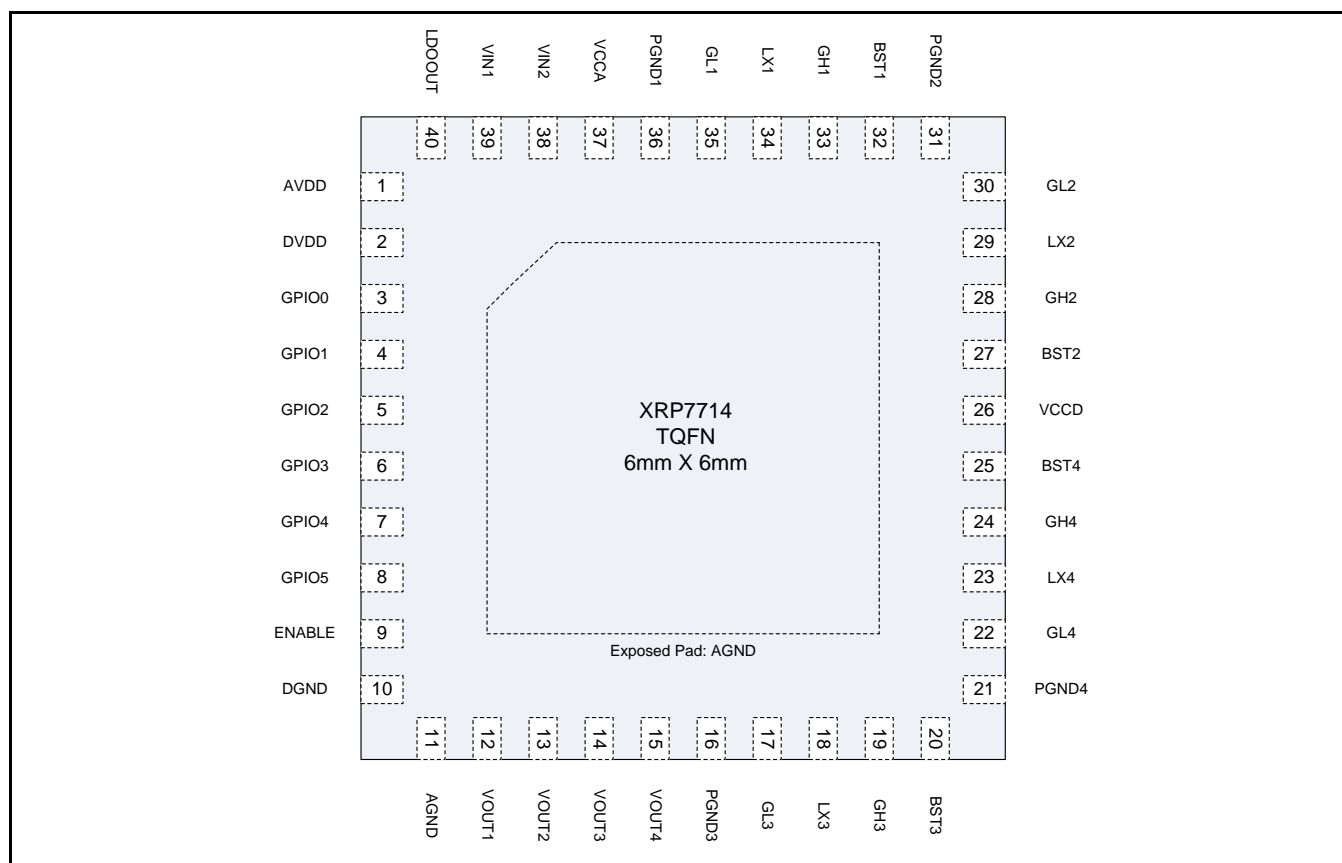 LDOOUT VIN1 VIN2 VCCA PGND1 GL1 LX1 GH1 BST1 PGND2
40 39 38 37 36 35 34 33 32 31
AVDD 1 30 GL2
DVDD 2 29 LX2
GPIO0 3 28 GH2
GPIO1 4 27 BST2
GPIO2 5 26 VCCD
XRP7714
TQFN
6mm X 6mm
GPIO3 6 25 BST4
GPIO4 7 24 GH4
GPIO5 8 23 LX4
ENABLE 9 22 GL4
Exposed Pad: AGND
DGND 10 21 PGND4
11 12 13 14 15 16 17 18 19 20
AGND VOUT1 VOUT2 VOUT3 VOUT4 PGND3 GL3 LX3 GH3 BST3